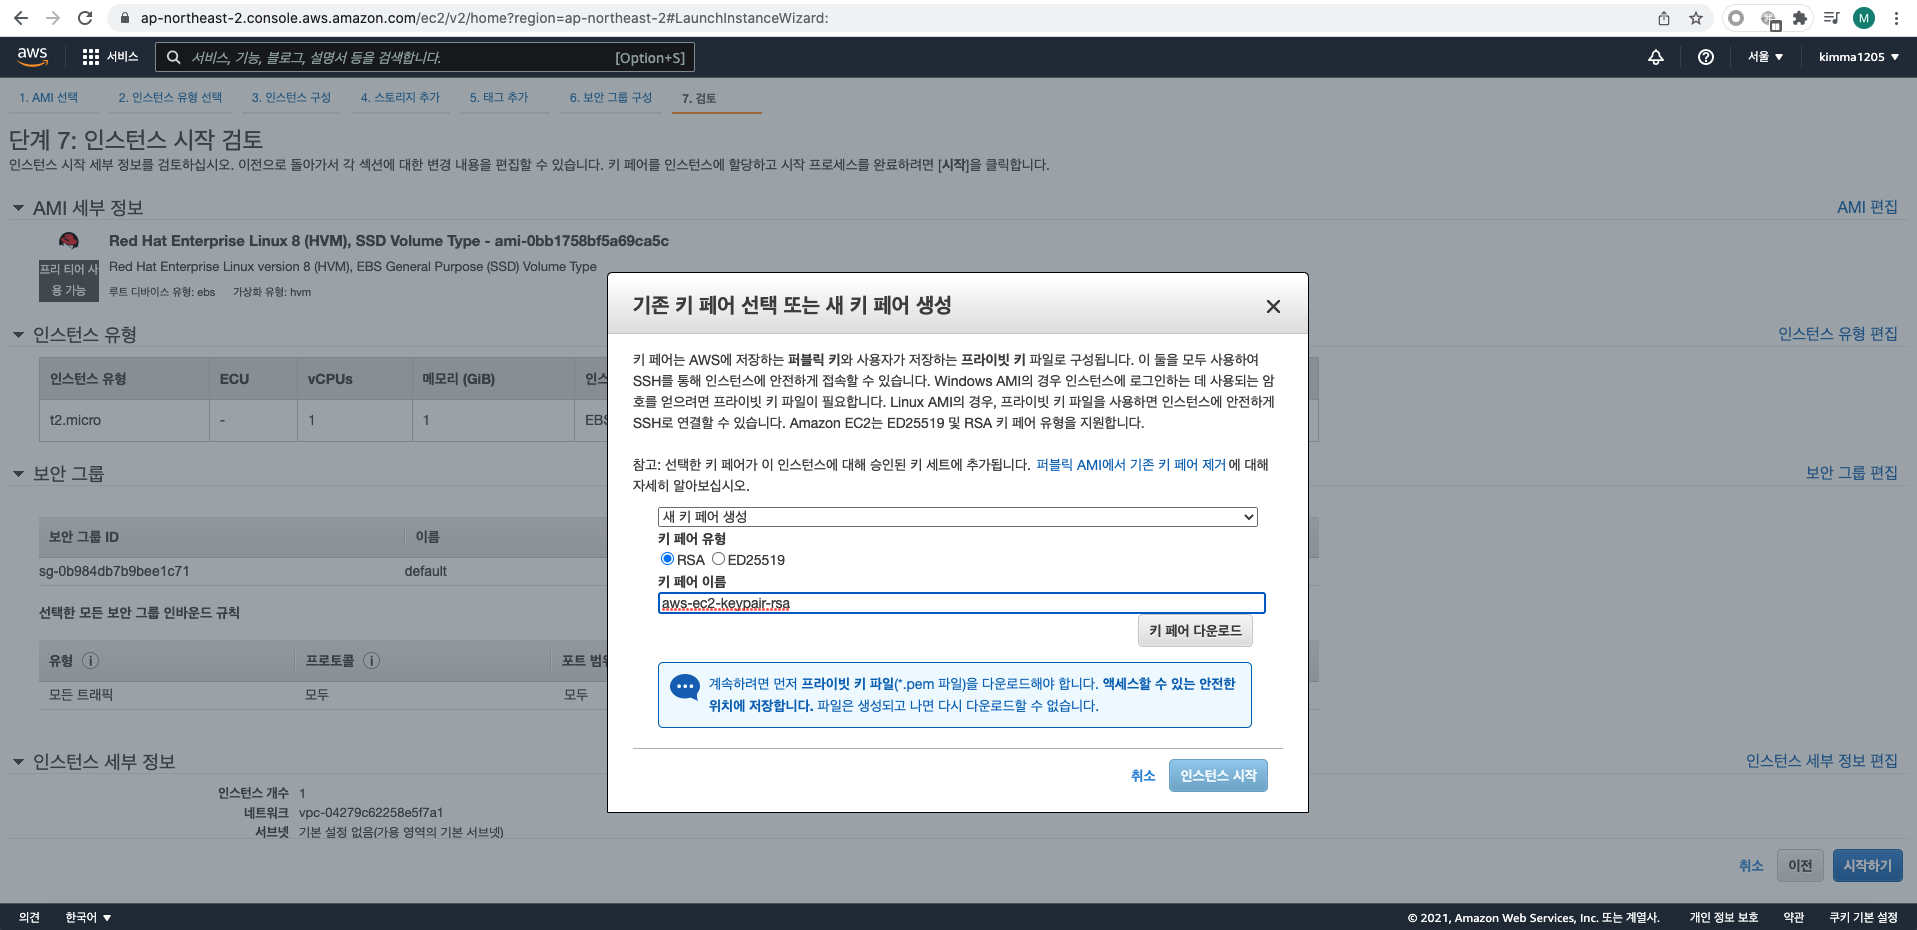 ap-northeast-2.console.aws.amazon.com/ec2/v2/home?region=ap-northeast-2#LaunchInstanceWizard:
M
aws
서비스
서비스, 기능, 블로그, 설명서 등을 검색합니다.
[Option+S]
서울
kimma1205
1. AMI 선택
2. 인스턴스 유형 선택
3. 인스턴스 구성
4. 스토리지 추가
5. 태그 추가
6. 보안 그룹 구성
7. 검토
단계 7: 인스턴스 시작 검토
인스턴스 시작 세부 정보를 검토하십시오. 이전으로 돌아가서 각 섹션에 대한 변경 내용을 편집할 수 있습니다. 키 페어를 인스턴스에 할당하고 시작 프로세스를 완료하려면 [시작]을 클릭합니다.
AMI 세부 정보
AMI 편집
Red Hat Enterprise Linux 8 (HVM), SSD Volume Type - ami-0bb1758bf5a69ca5c
프리 티어 사
용 가능
Red Hat Enterprise Linux version 8 (HVM), EBS General Purpose (SSD) Volume Type
루트 디바이스 유형: ebs 가상화 유형: hvm
인스턴스 유형
인스턴스 유형 편집
인스턴스 유형
ECU
vCPUs
메모리 (GiB)
인스
t2.micro
-
1
1
EBS
보안 그룹
보안 그룹 편집
보안 그룹 ID
이름
sg-0b984db7b9bee1c71
default
선택한 모든 보안 그룹 인바운드 규칙
유형
프로토콜
포트 범위
모든 트래픽
모두
모두
인스턴스 세부 정보
인스턴스 세부 정보 편집
인스턴스 개수 1
네트워크 vpc-04279c62258e5f7a1
서브넷 기본 설정 없음(가용 영역의 기본 서브넷)
기존 키 페어 선택 또는 새 키 페어 생성
키 페어는 AWS에 저장하는 퍼블릭 키와 사용자가 저장하는 프라이빗 키 파일로 구성됩니다. 이 둘을 모두 사용하여
SSH를 통해 인스턴스에 안전하게 접속할 수 있습니다. Windows AMI의 경우 인스턴스에 로그인하는 데 사용되는 암
호를 얻으려면 프라이빗 키 파일이 필요합니다. Linux AMI의 경우, 프라이빗 키 파일을 사용하면 인스턴스에 안전하게
SSH로 연결할 수 있습니다. Amazon EC2는 ED25519 및 RSA 키 페어 유형을 지원합니다.
참고: 선택한 키 페어가 이 인스턴스에 대해 승인된 키 세트에 추가됩니다. 퍼블릭 AMI에서 기존 키 페어 제거 에 대해
자세히 알아보십시오.
새 키 페어 생성
키 페어 유형
RSA ED25519
키 페어 이름
aws-ec2-keypair-rsa
키 페어 다운로드
계속하려면 먼저 프라이빗 키 파일(*.pem 파일)을 다운로드해야 합니다. 액세스할 수 있는 안전한
위치에 저장합니다. 파일은 생성되고 나면 다시 다운로드할 수 없습니다.
취소
인스턴스 시작
취소
이전
시작하기
의견
한국어
© 2021, Amazon Web Services, Inc. 또는 계열사.
개인 정보 보호
약관
쿠키 기본 설정